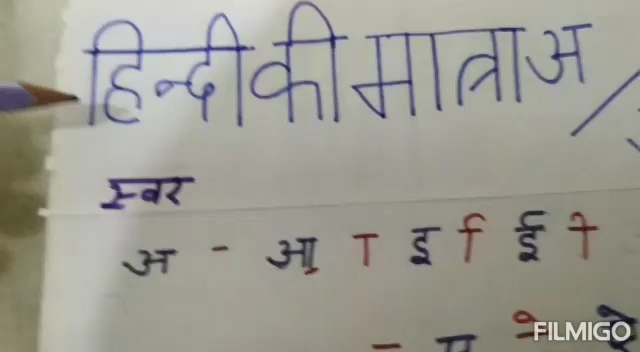 हिन्दी की मात्रा अ
स्वर
अ - आ ा इ ि ई ी
- ए े
FILMIGO